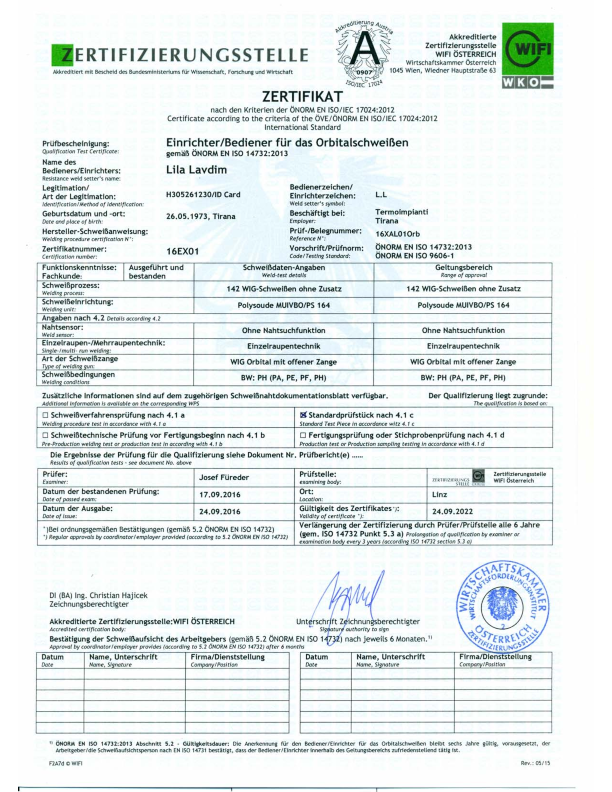 Akkreditierung Austria
A
0907
ISO/IEC 17024
ZERTIFIZIERUNGSSTELLE
Akkreditiert mit Bescheid des Bundesministeriums für Wissenschaft, Forschung und Wirtschaft
Akkreditierte
Zertifizierungsstelle
WIFI ÖSTERREICH
Wirtschaftskammer Österreich
1045 Wien, Wiedner Hauptstraße 63
WIFI
WKO
ZERTIFIKAT
nach den Kriterien der ÖNORM EN ISO/IEC 17024:2012
Certificate according to the criteria of the ÖVE/ÖNORM EN ISO/IEC 17024:2012
International Standard
Prüfbescheinigung: Einrichter/Bediener für das Orbitalschweißen
Qualification Test Certificate: gemäß ÖNORM EN ISO 14732:2013
Name des
Bedieners/Einrichters: Lila Lavdim
Resistance weld setter's name:
Legitimation/
Art der Legitimation: H305261230/ID Card
Identification/Method of identification:
Bedienerzeichen/
Einrichterzeichen: L.L
Weld setter's symbol:
Geburtsdatum und -ort: 26.05.1973, Tirana
Date and place of birth:
Beschäftigt bei: Termoimpianti
Employer: Tirana
Hersteller-Schweißanweisung:
Welding procedure certification N°:
Prüf-/Belegnummer: 16XAL01Orb
Reference N°:
Zertifikatnummer: 16EX01
Certification number:
Vorschrift/Prüfnorm: ÖNORM EN ISO 14732:2013
Code/Testing Standard: ÖNORM EN ISO 9606-1
Funktionskenntnisse: Ausgeführt und Schweißdaten-Angaben Geltungsbereich
Fachkunde: bestanden Weld-test details Range of approval
Schweißprozess: 142 WIG-Schweißen ohne Zusatz 142 WIG-Schweißen ohne Zusatz
Welding process:
Schweißeinrichtung: Polysoude MUIVBO/PS 164 Polysoude MUIVBO/PS 164
Welding unit:
Angaben nach 4.2 Details according 4.2
Nahtsensor: Ohne Nahtsuchfunktion Ohne Nahtsuchfunktion
Weld sensor:
Einzelraupen-/Mehrraupentechnik: Einzelraupentechnik Einzelraupentechnik
Single-/multi- run welding:
Art der Schweißzange WIG Orbital mit offener Zange WIG Orbital mit offener Zange
Type of welding gun:
Schweißbedingungen BW: PH (PA, PE, PF, PH) BW: PH (PA, PE, PF, PH)
Welding conditions
Zusätzliche Informationen sind auf dem zugehörigen Schweißnahtdokumentationsblatt verfügbar. Der Qualifizierung liegt zugrunde:
Additional information is available on the corresponding WPS The qualification is based on:
☐ Schweißverfahrensprüfung nach 4.1 a ☒ Standardprüfstück nach 4.1 c
Welding procedure test in accordance with 4.1 a Standard Test Piece in accordance witz 4.1 c
☐ Schweißtechnische Prüfung vor Fertigungsbeginn nach 4.1 b ☐ Fertigungsprüfung oder Stichprobenprüfung nach 4.1 d
Pre-Production welding test or production test in according with 4.1 b Production test or Production sampling testing in accordance with 4.1 d
Die Ergebnisse der Prüfung für die Qualifizierung siehe Dokument Nr. Prüfbericht(e) ......
Results of qualification tests - see document No. above
Prüfer: Josef Füreder
Examiner:
Prüfstelle: ZERTIFIZIERUNGS STELLE Zertifizierungsstelle
examining body: WIFI Österreich
Datum der bestandenen Prüfung: 17.09.2016 Ort: Linz
Date of passed exam: Location:
Datum der Ausgabe: 24.09.2016 Gültigkeit des Zertifikates *): 24.09.2022
Date of issue: Validity of certificate *):
*)Bei ordnungsgemäßen Bestätigungen (gemäß 5.2 ÖNORM EN ISO 14732)
*) Regular approvals by coordinator/employer provided (according to 5.2 ÖNORM EN ISO 14732)
Verlängerung der Zertifizierung durch Prüfer/Prüfstelle alle 6 Jahre
(gem. ISO 14732 Punkt 5.3 a) Prolongation of qualification by examiner or
examination body every 3 years (according ISO 14732 section 5.3 a)
DI (BA) Ing. Christian Hajicek
Zeichnungsberechtigter
WIRTSCHAFTSKAMMER
WIRTSCHAFTSFÖRDERUNGSINSTITUT
2
ÖSTERREICH
ZERTIFIZIERUNGSSTELLE
Akkreditierte Zertifizierungsstelle:WIFI ÖSTERREICH Unterschrift Zeichnungsberechtigter
Accredited certification body: Signature authority to sign
Bestätigung der Schweißaufsicht des Arbeitgebers (gemäß 5.2 ÖNORM EN ISO 14732) nach jeweils 6 Monaten.1)
Approval by coordinator/employer provided (according to 5.2 ÖNORM EN ISO 14732) after 6 months
Datum Name, Unterschrift Firma/Dienststellung Datum Name, Unterschrift Firma/Dienststellung
Date Name, Signature Company/Position Date Name, Signature Company/Position
1) ÖNORM EN ISO 14732:2013 Abschnitt 5.2 - Gültigkeitsdauer: Die Anerkennung für den Bediener/Einrichter für das Orbitalschweißen bleibt sechs Jahre gültig, vorausgesetzt, der
Arbeitgeber/die Schweißaufsichtsperson nach EN ISO 14731 bestätigt, dass der Bediener/Einrichter innerhalb des Geltungsbereichs zufriedenstellend tätig ist.
F2A7d © WIFI Rev.: 05/15